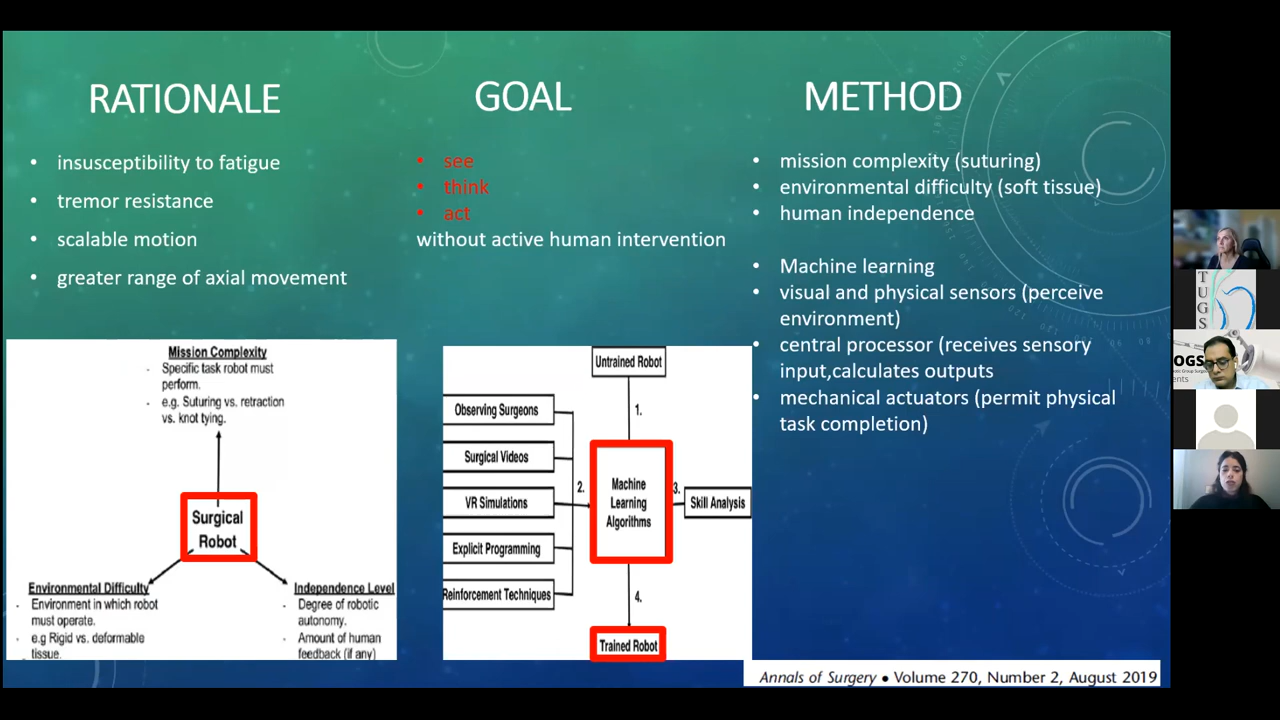 RATIONALE
• insusceptibility to fatigue
• tremor resistance
• scalable motion
• greater range of axial movement
Mission Complexity
- Specific task robot must
perform.
- e.g. Suturing vs. retraction
vs. knot tying.
Surgical
Robot
Environmental Difficulty
- Environment in which robot
must operate.
- e.g Rigid vs. deformable
tissue.
Independence Level
- Degree of robotic
autonomy.
- Amount of human
feedback (if any)
GOAL
• see
• think
• act
without active human intervention
Untrained Robot
1.
Observing Surgeons
Surgical Videos
VR Simulations
Explicit Programming
Reinforcement Techniques
2.
Machine
Learning
Algorithms
3.
Skill Analysis
4.
Trained Robot
METHOD
• mission complexity (suturing)
• environmental difficulty (soft tissue)
• human independence
• Machine learning
• visual and physical sensors (perceive
environment)
• central processor (receives sensory
input,calculates outputs
• mechanical actuators (permit physical
task completion)
Annals of Surgery • Volume 270, Number 2, August 2019
TUGS